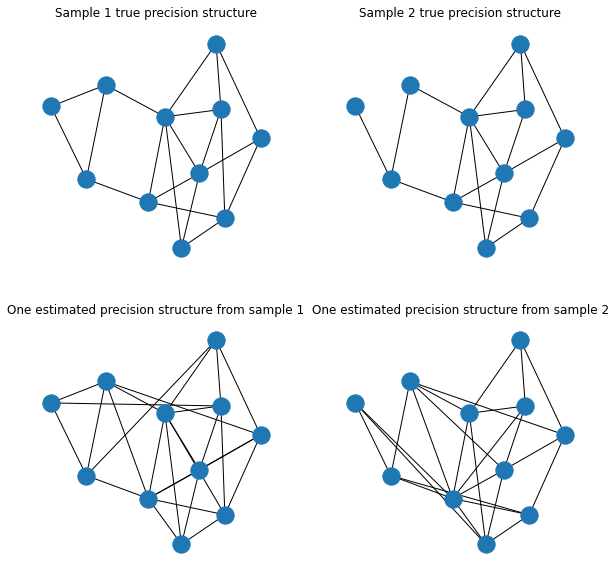 Sample 1 true precision structure
Sample 2 true precision structure
One estimated precision structure from sample 1
One estimated precision structure from sample 2